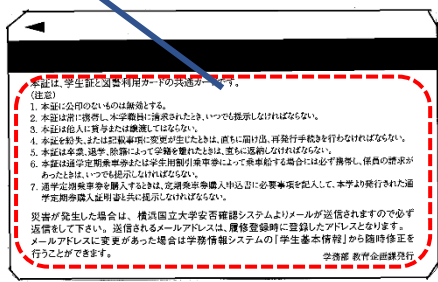 本証は、学生証と図書利用カードの共通カードです。
(注意)
1. 本証に公印のないものは無効とする。
2. 本証は常に携帯し、本学職員に請求されたとき、いつでも提示しなければならない。
3. 本証は他人に貸与または譲渡してはならない。
4. 本証を紛失、または記載事項に変更が生じたときは、直ちに届け出、再発行手続きを行わなければならない。
5. 本証は卒業、退学、除籍によって学籍を離れたときは、直ちに返納しなければならない。
6. 本証は通学定期乗車券または学生用割引乗車券によって乗車船する場合には必ず携帯し、係員の請求が
あったときは、いつでも提示しなければならない。
7. 通学定期乗車券を購入するときは、定期乗車券購入申込書に必要事項を記入して、本学より発行された通
学定期券購入証明書と共に提示しなければならない。
災害が発生した場合は、横浜国立大学安否確認システムよりメールが送信されますので必ず
返信をして下さい。送信されるメールアドレスは、履修登録時に登録したアドレスとなります。
メールアドレスに変更があった場合は学務情報システムの「学生基本情報」から随時修正を
行うことができます。
学務部 教育企画課発行